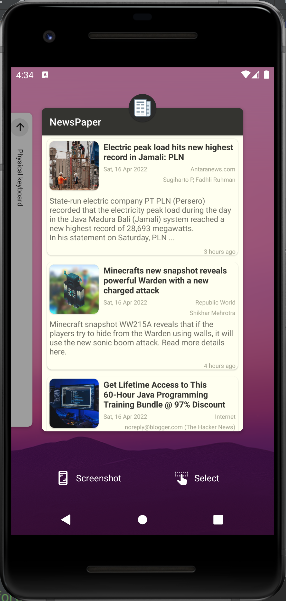 4:34
NewsPaper
Physical keyboard
Electric peak load hits new highest
record in Jamali: PLN
Sat, 16 Apr 2022
Antaranews.com
Sugiharto P, Fadhli Ruhman
State-run electric company PT PLN (Persero)
recorded that the electricity peak load during the day
in the Java Madura Bali (Jamali) system reached a
new highest record of 28,693 megawatts.
In his statement on Saturday, PLN ...
3 hours ago
Minecrafts new snapshot reveals
powerful Warden with a new
charged attack
Sat, 16 Apr 2022
Republic World
Shikhar Mehrotra
Minecraft snapshot WW215A reveals that if the
players try to hide from the Warden using walls, it will
use the new sonic boom attack. Read more details
here.
4 hours ago
Get Lifetime Access to This
60-Hour Java Programming
Training Bundle @ 97% Discount
Sat, 16 Apr 2022
Internet
noreply@blogger.com (The Hacker News)
Screenshot
Select